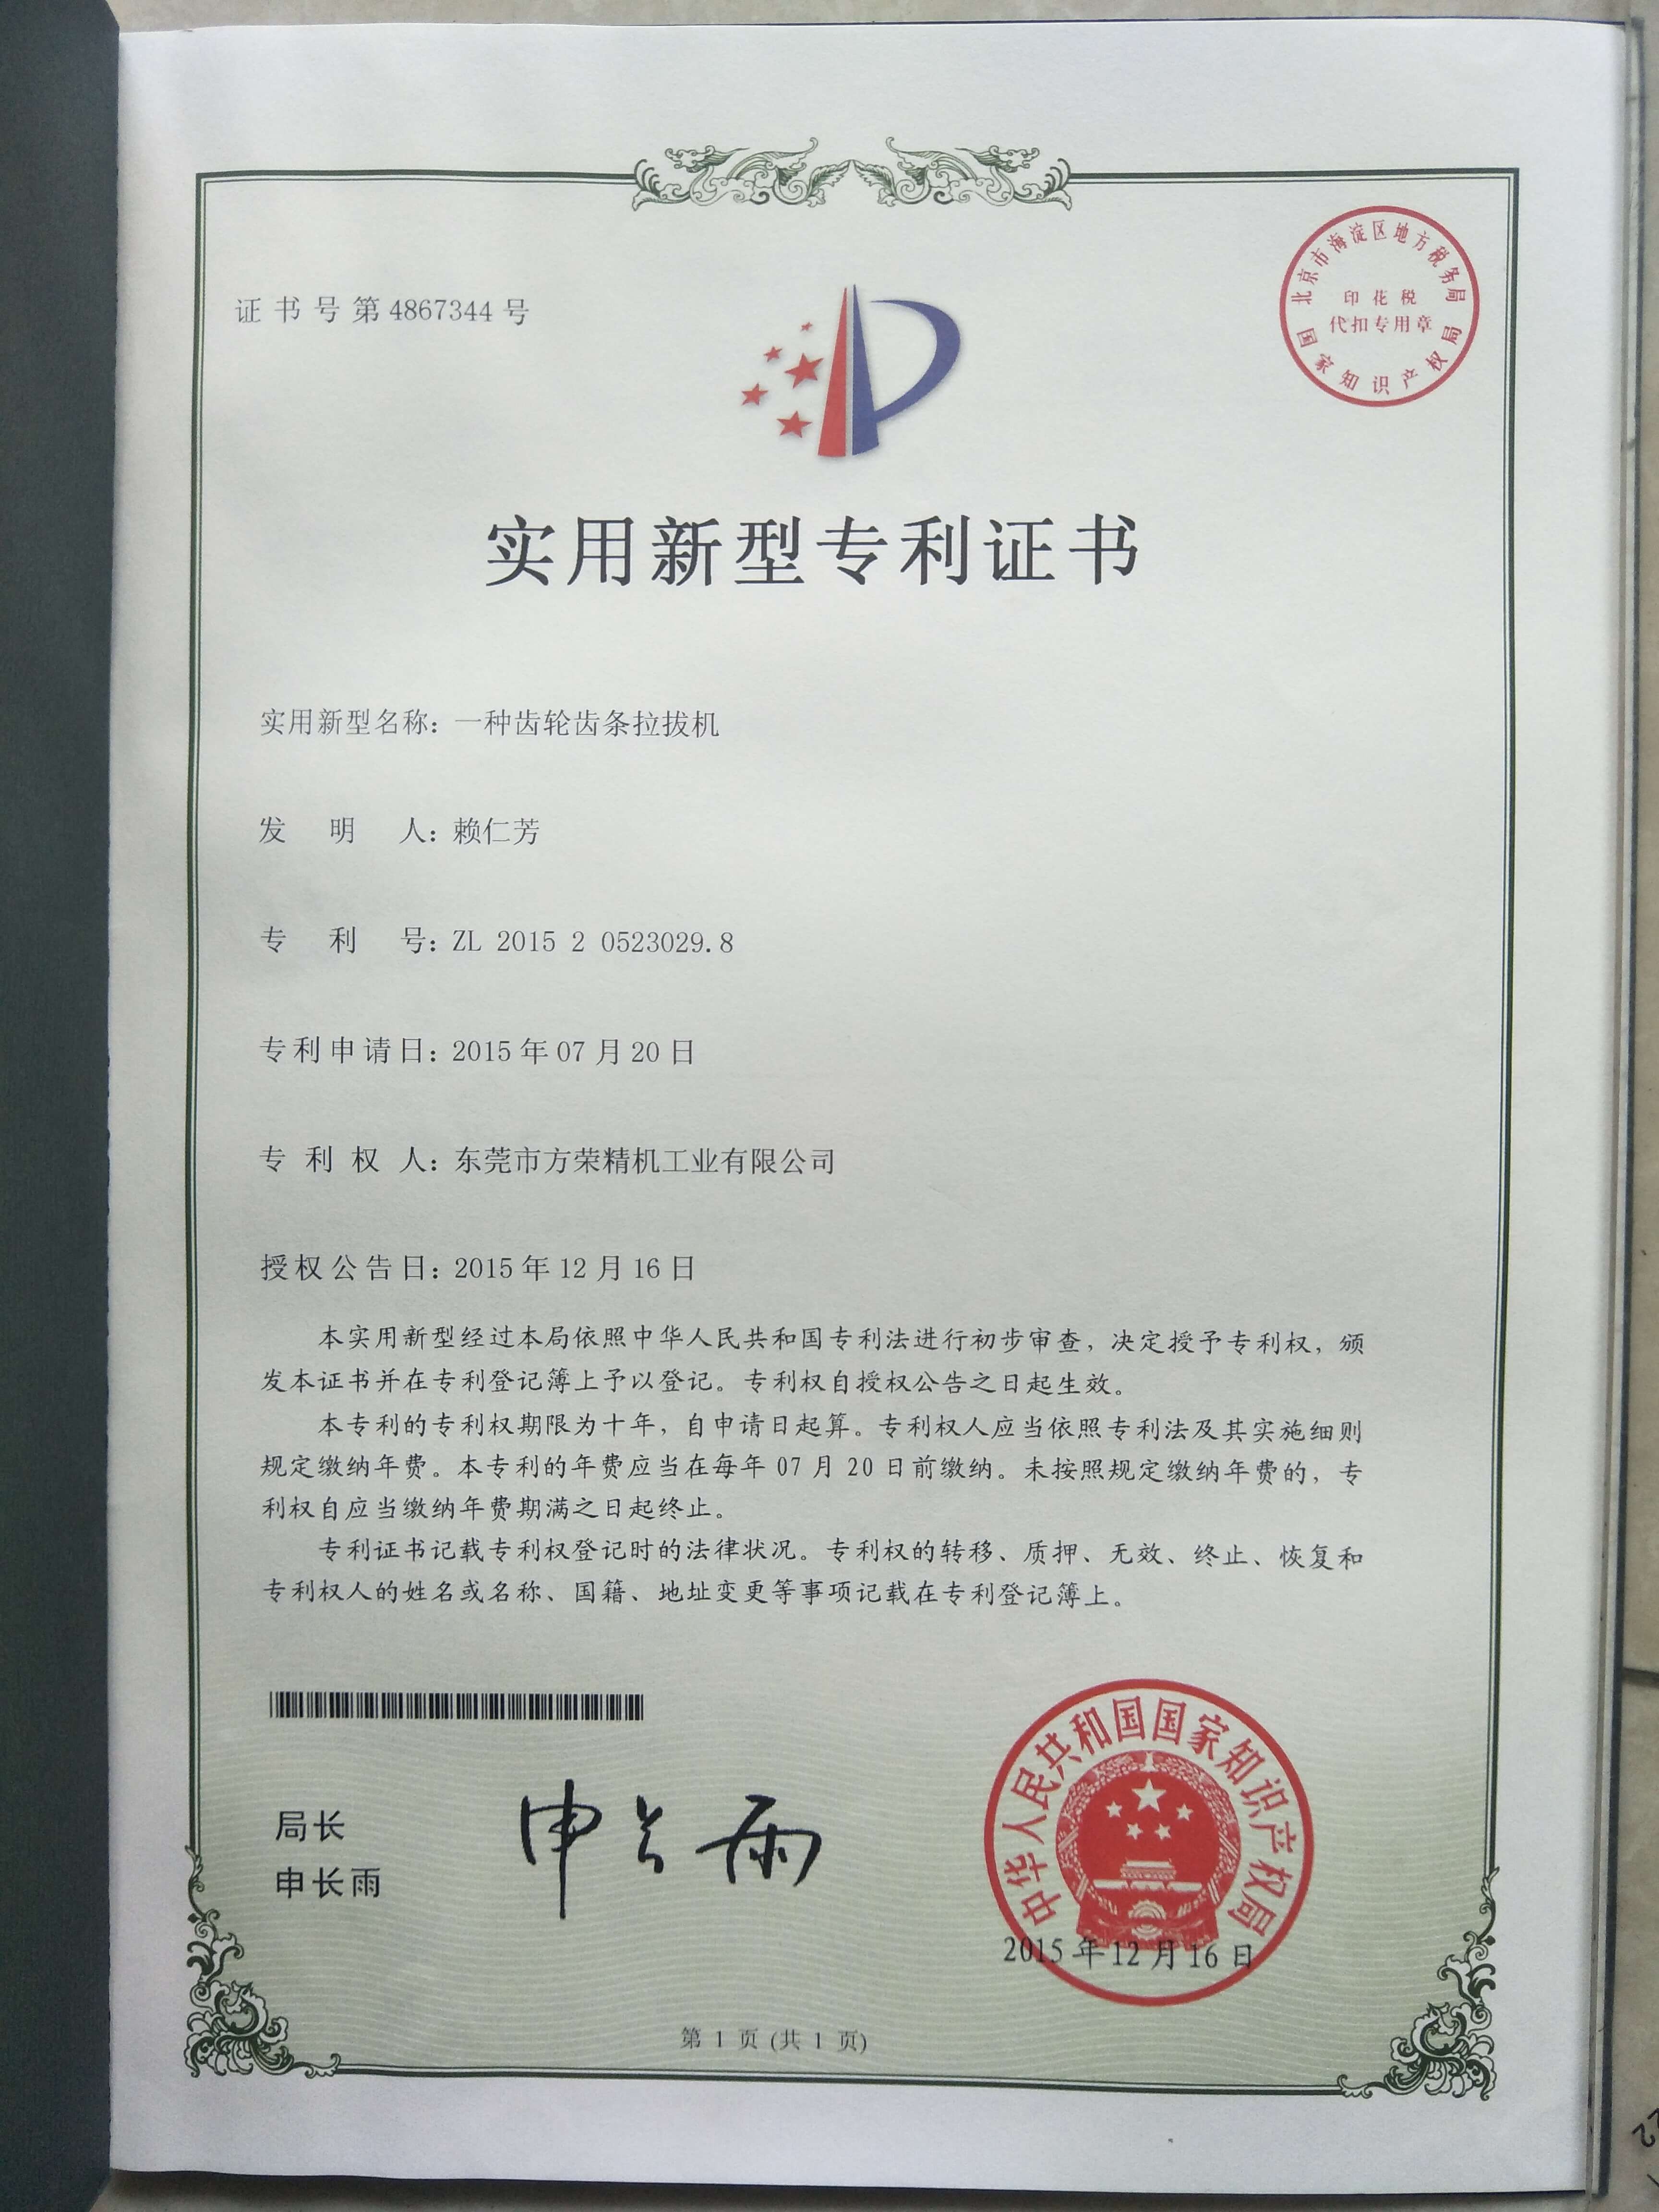 证书号第4867344号
北京市海淀区地方税务局
印花税
代扣专用章
国家知识产权局
实用新型专利证书
实用新型名称：一种齿轮齿条拉拔机
发明人：赖仁芳
专利号：ZL 2015 2 0523029.8
专利申请日：2015年07月20日
专利权人：东莞市方荣精机工业有限公司
授权公告日：2015年12月16日
本实用新型经过本局依照中华人民共和国专利法进行初步审查，决定授予专利权，颁
发本证书并在专利登记簿上予以登记。专利权自授权公告之日起生效。
本专利的专利权期限为十年，自申请日起算。专利权人应当依照专利法及其实施细则
规定缴纳年费。本专利的年费应当在每年07月20日前缴纳。未按照规定缴纳年费的，专
利权自应当缴纳年费期满之日起终止。
专利证书记载专利权登记时的法律状况。专利权的转移、质押、无效、终止、恢复和
专利权人的姓名或名称、国籍、地址变更等事项记载在专利登记簿上。
局长
申长雨
申长雨
中华人民共和国国家知识产权局
2015年12月16日
第 1 页 (共 1 页)